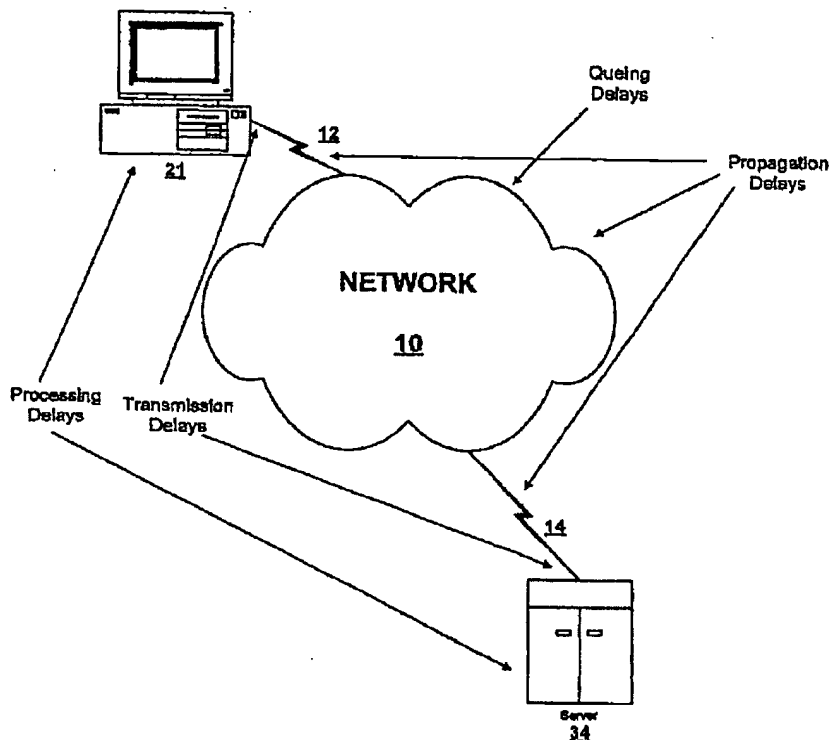 Queing
Delays
12
Propagation
Delays
21
NETWORK
10
Processing
Delays
Transmission
Delays
14
Server
34